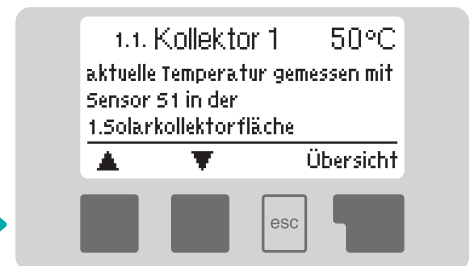 1.1. Kollektor 1 50°C
aktuelle Temperatur gemessen mit
Sensor S1 in der
1.Solarkollektorfläche
▲ ▼ Übersicht
esc